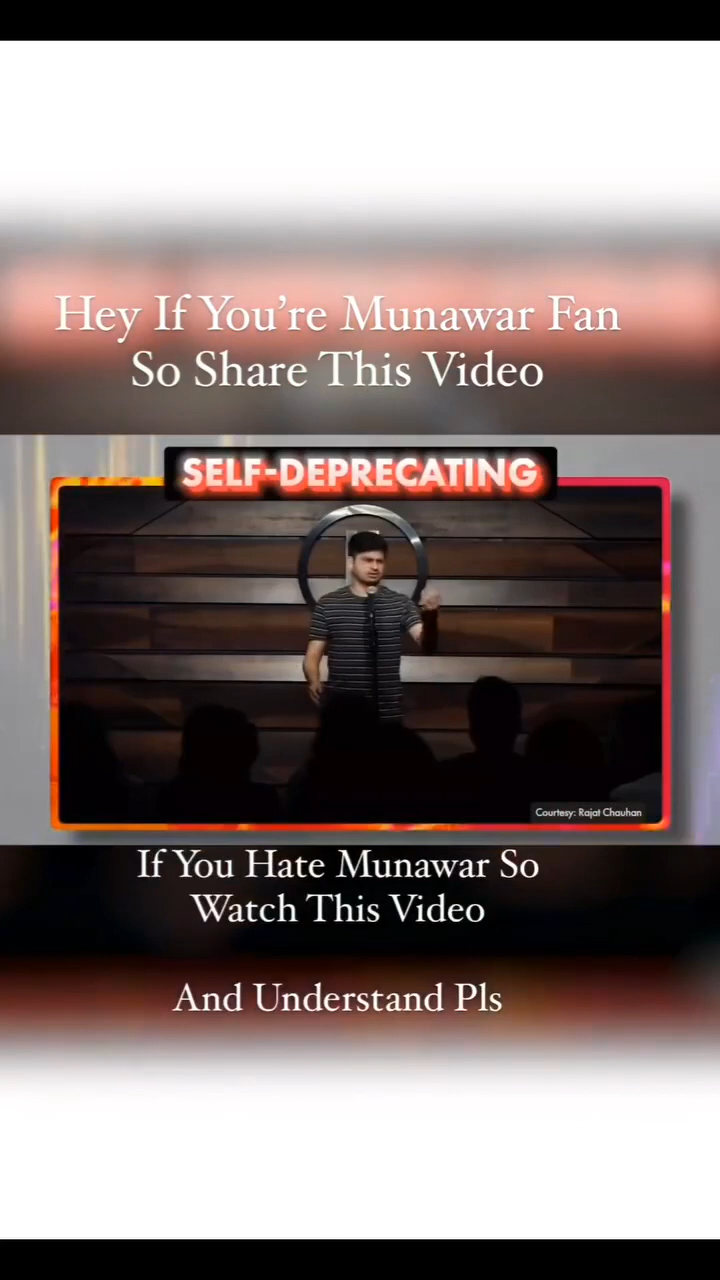 Hey If You’re Munawar Fan
So Share This Video
SELF-DEPRECATING
Courtesy: Rajat Chauhan
If You Hate Munawar So
Watch This Video
And Understand Pls